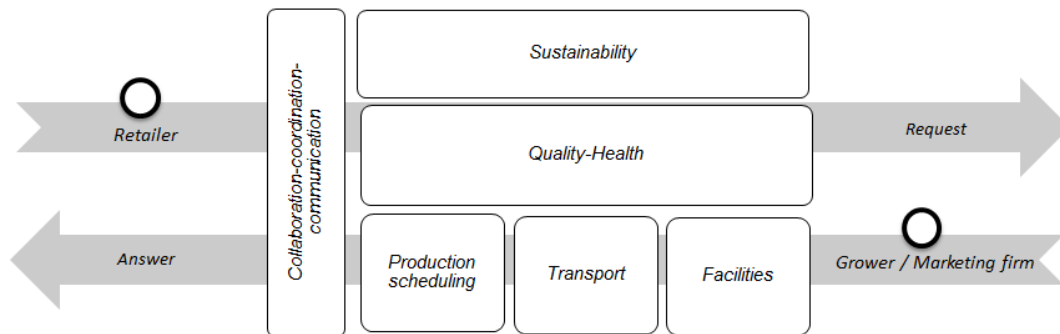 Sustainability
Retailer
Collaboration-coordination-
communication
Quality-Health
Request
Answer
Production
scheduling
Transport
Facilities
Grower / Marketing firm